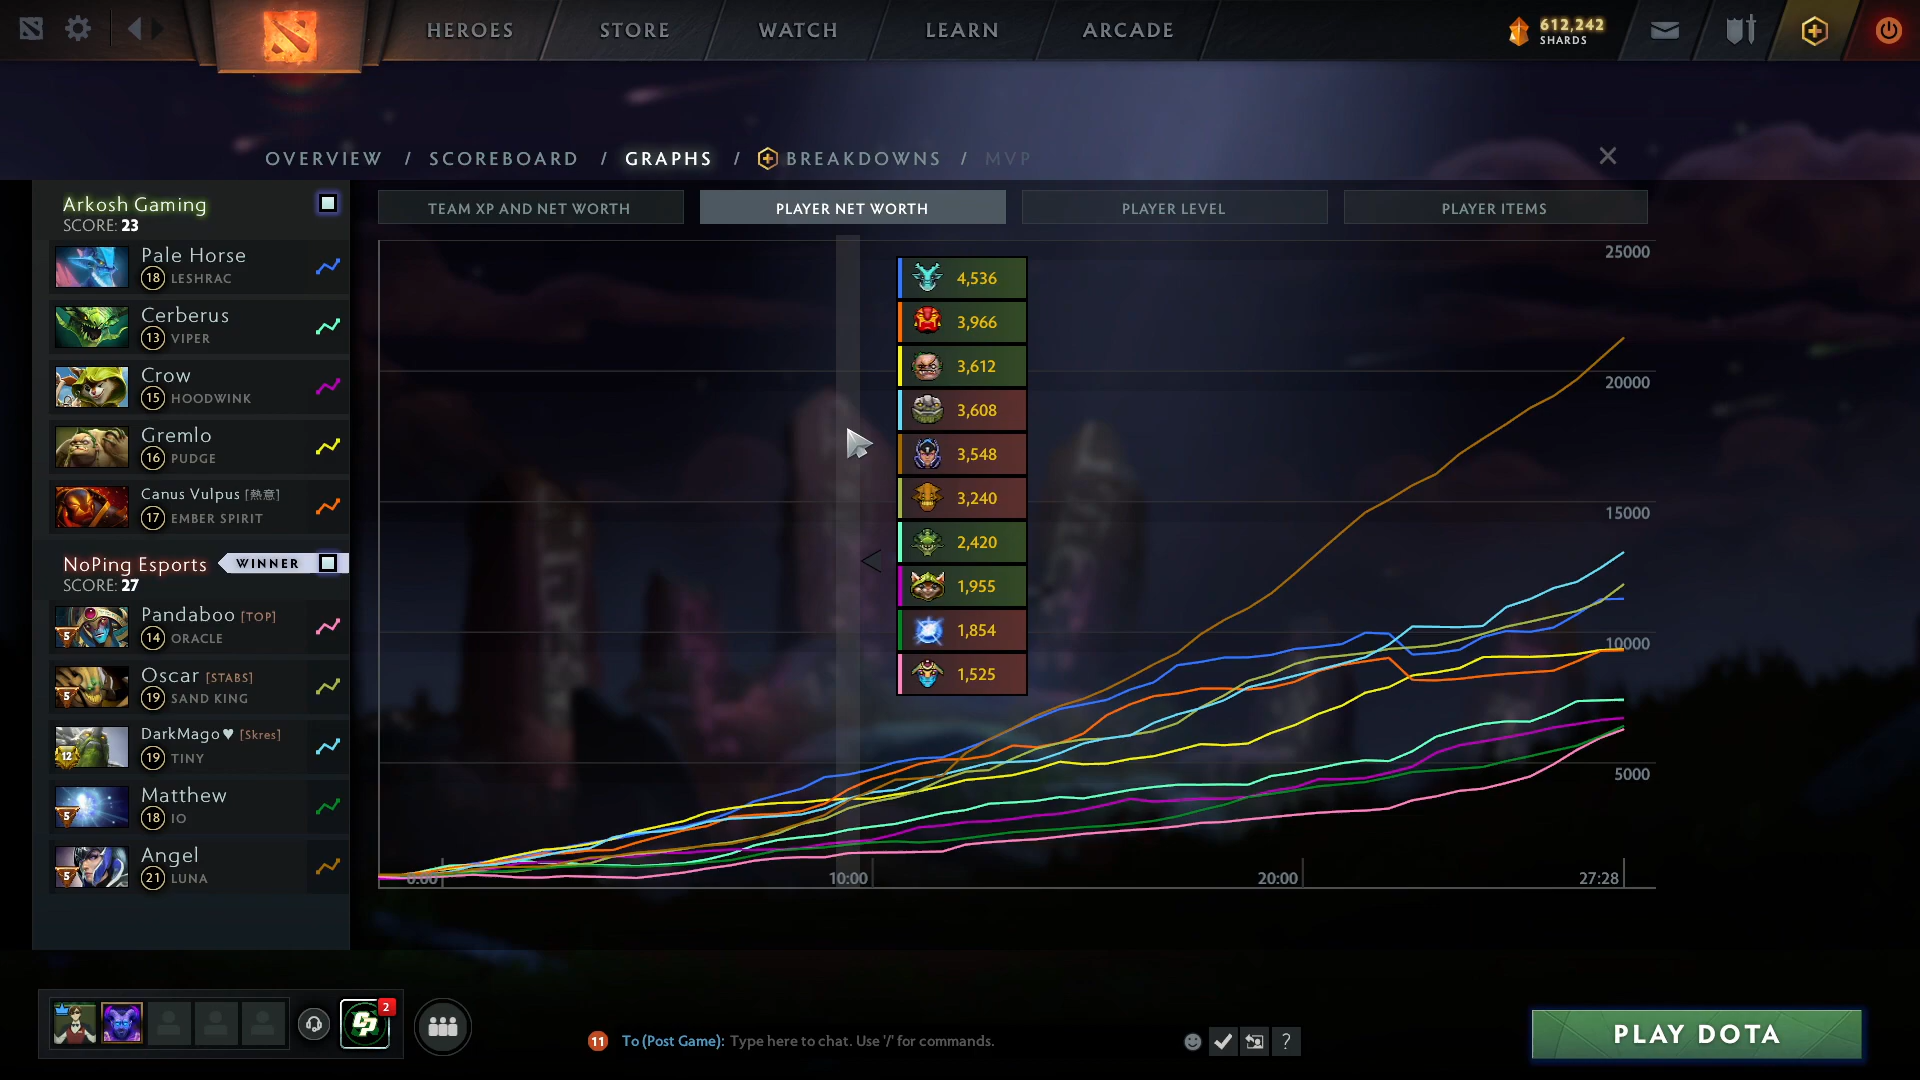 HEROES
STORE
WATCH
LEARN
ARCADE
612,242
SHARDS
OVERVIEW / SCOREBOARD / GRAPHS / BREAKDOWNS / MVP
Arkosh Gaming
SCORE: 23
Pale Horse
18 LESHRAC
Cerberus
13 VIPER
Crow
15 HOODWINK
Gremlo
16 PUDGE
Canus Vulpus [熱意]
17 EMBER SPIRIT
NoPing Esports
WINNER
SCORE: 27
Pandaboo [TOP]
5
14 ORACLE
Oscar [STABS]
5
19 SAND KING
DarkMago♥ [Skres]
12
19 TINY
Matthew
5
18 IO
Angel
5
21 LUNA
TEAM XP AND NET WORTH
PLAYER NET WORTH
PLAYER LEVEL
PLAYER ITEMS
4,536
3,966
3,612
3,608
3,548
3,240
2,420
1,955
1,854
1,525
25000
20000
15000
10000
5000
0:00
10:00
20:00
27:28
2
11 To (Post Game): Type here to chat. Use '/' for commands.
?
PLAY DOTA